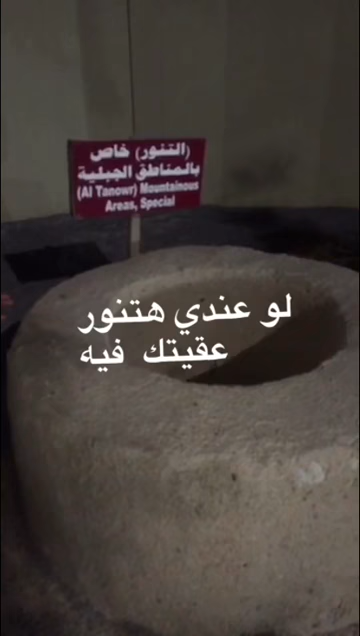 (التنور) خاص
بالمناطق الجبلية
(Al Tanowr) Mountainous
Areas, Special
لو عندي هتنور
عقيتك فيه